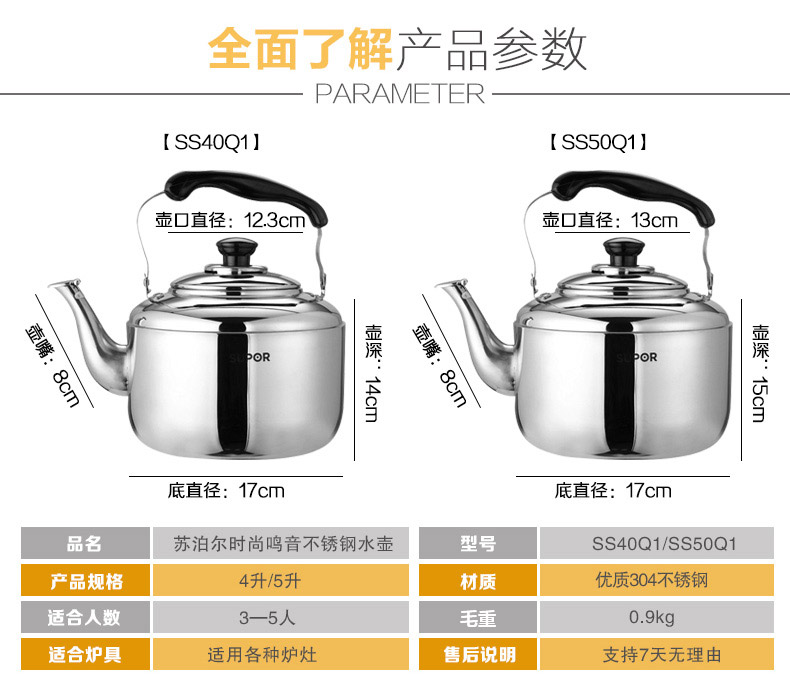 全面了解产品参数
PARAMETER
【SS40Q1】
【SS50Q1】
壶口直径：12.3cm
壶口直径：13cm
壶嘴：8cm
壶深：14cm
SUPOR
壶嘴：8cm
壶深：15cm
SUPOR
底直径：17cm
底直径：17cm
品名 苏泊尔时尚鸣音不锈钢水壶 型号 SS40Q1/SS50Q1
产品规格 4升/5升 材质 优质304不锈钢
适合人数 3—5人 毛重 0.9kg
适合炉具 适用各种炉灶 售后说明 支持7天无理由